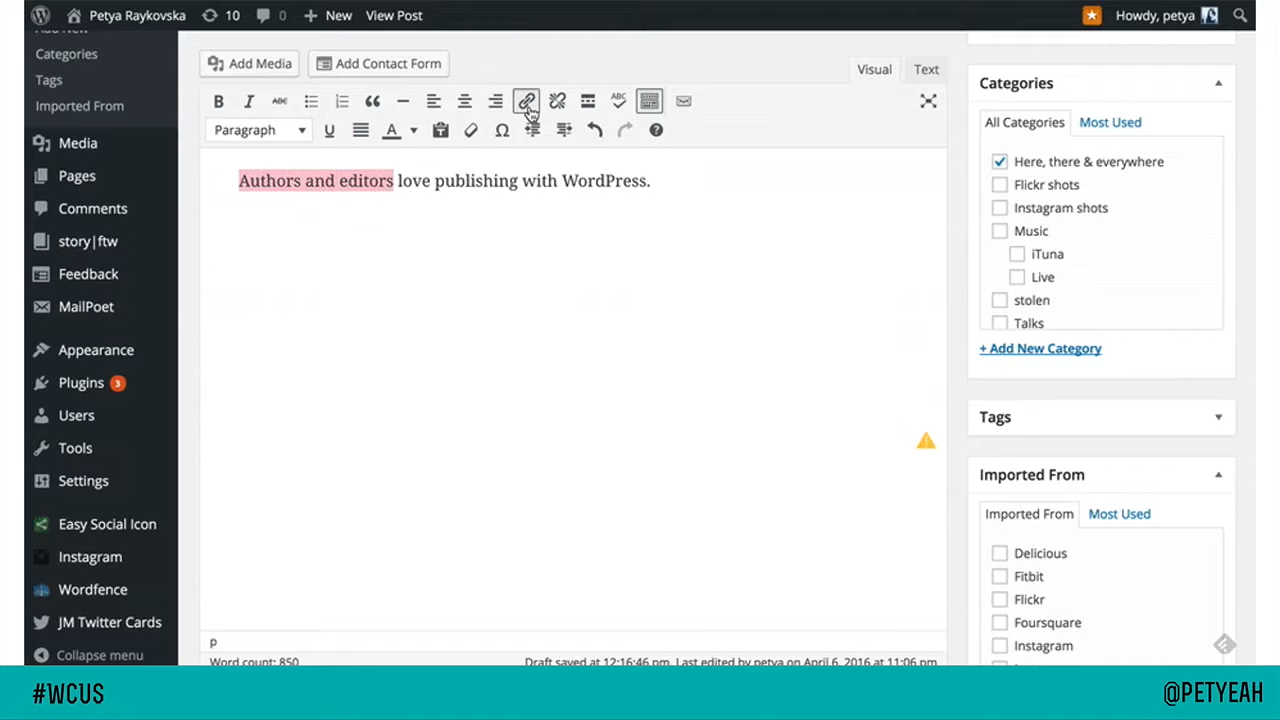 Petya Raykovska 10 0 New View Post Howdy, petya
Add New
Categories
Tags
Imported From
Media
Pages
Comments
story|ftw
Feedback
MailPoet
Appearance
Plugins 3
Users
Tools
Settings
Easy Social Icon
Instagram
Wordfence
JM Twitter Cards
Collapse menu
Add Media Add Contact Form
Visual Text
B I ABC ABC
Paragraph U A Ω
Authors and editors love publishing with WordPress.
p
Word count: 850 Draft saved at 12:16:46 pm. Last edited by petya on April 6, 2016 at 11:06 pm
Categories
All Categories Most Used
Here, there & everywhere
Flickr shots
Instagram shots
Music
iTuna
Live
stolen
Talks
+ Add New Category
Tags
Imported From
Imported From Most Used
Delicious
Fitbit
Flickr
Foursquare
Instagram
#WCUS @PETYEAH